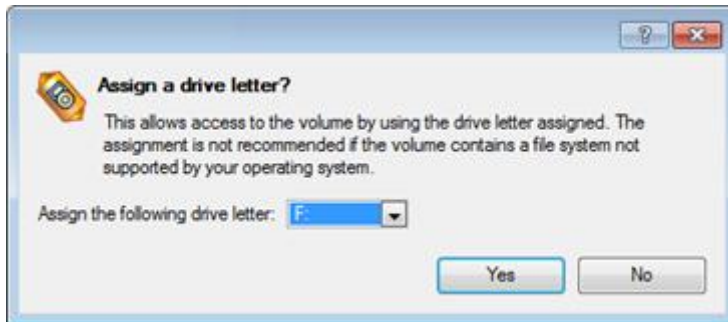 Assign a drive letter?
This allows access to the volume by using the drive letter assigned. The
assignment is not recommended if the volume contains a file system not
supported by your operating system.
Assign the following drive letter: F:
Yes No